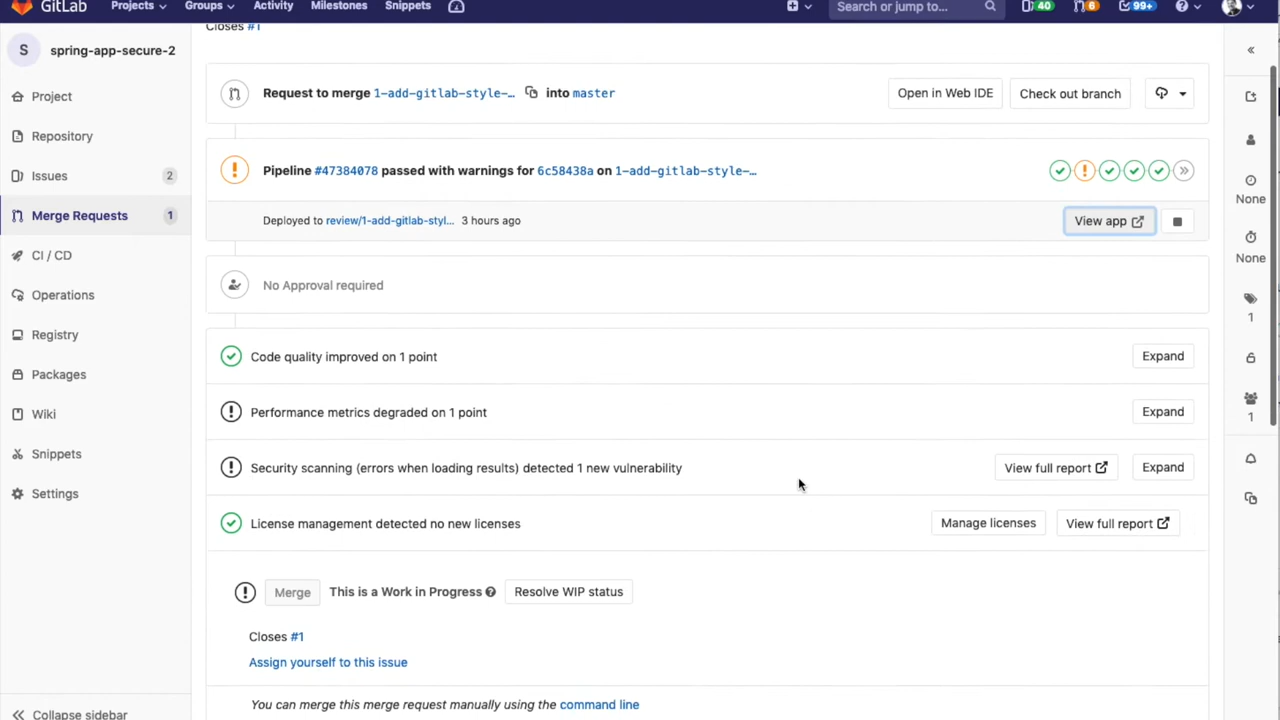 GitLab Projects Groups Activity Milestones Snippets Search or jump to... 40 6 99+
S spring-app-secure-2
Project
Repository
Issues 2
Merge Requests 1
CI / CD
Operations
Registry
Packages
Wiki
Snippets
Settings
Collapse sidebar
Closes #1
Request to merge 1-add-gitlab-style-… into master Open in Web IDE Check out branch
Pipeline #47384078 passed with warnings for 6c58438a on 1-add-gitlab-style-…
Deployed to review/1-add-gitlab-styl… 3 hours ago View app
No Approval required
Code quality improved on 1 point Expand
Performance metrics degraded on 1 point Expand
Security scanning (errors when loading results) detected 1 new vulnerability View full report Expand
License management detected no new licenses Manage licenses View full report
Merge This is a Work in Progress Resolve WIP status
Closes #1
Assign yourself to this issue
You can merge this merge request manually using the command line
None
None
1
1